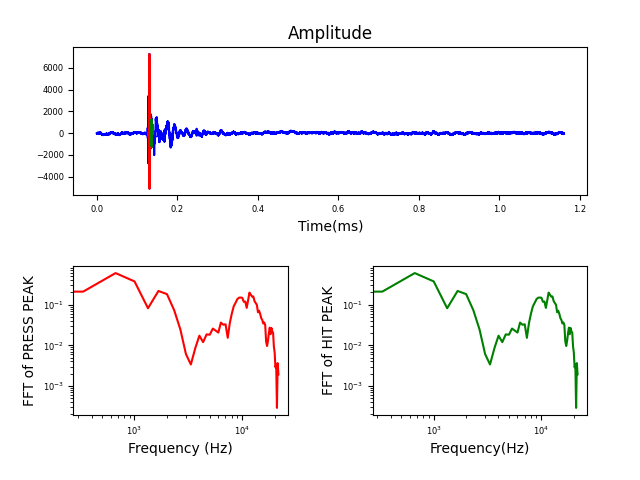 Amplitude
6000
4000
2000
0
−2000
−4000
0.0 0.2 0.4 0.6 0.8 1.0 1.2
Time(ms)
FFT of PRESS PEAK
10⁻¹
10⁻²
10⁻³
10³ 10⁴
Frequency (Hz)
FFT of HIT PEAK
10⁻¹
10⁻²
10⁻³
10³ 10⁴
Frequency(Hz)